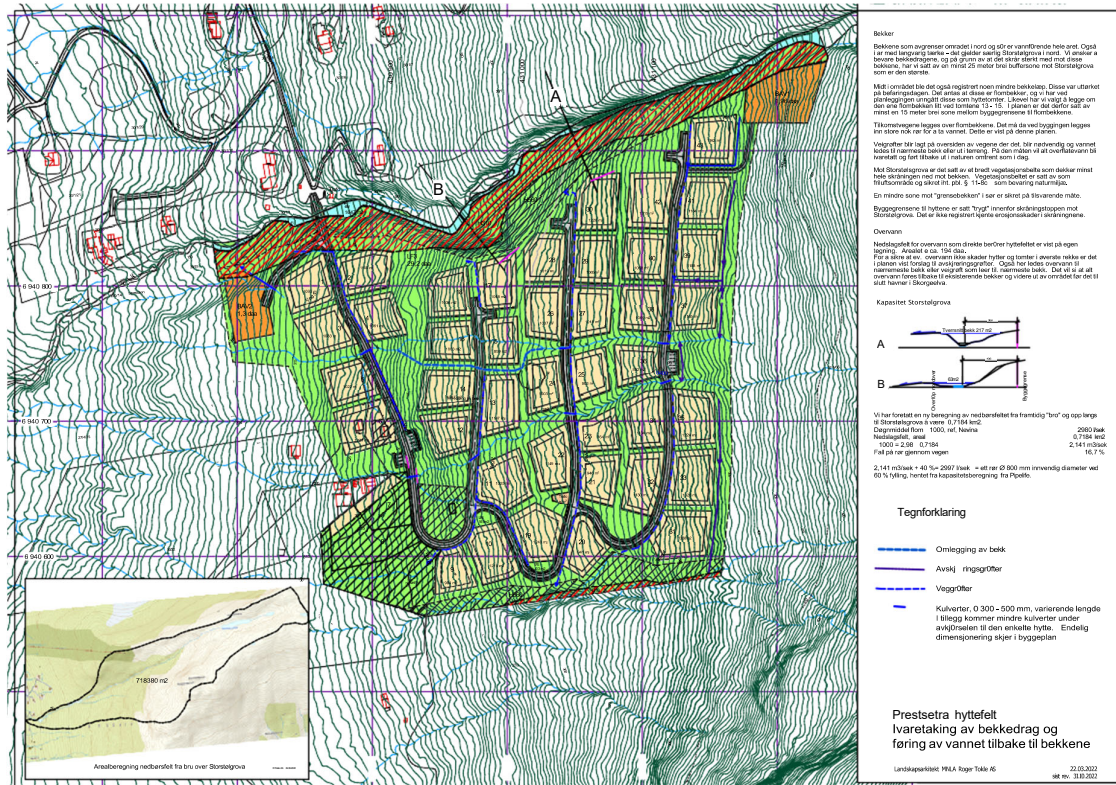 Bekker
Bekkene som avgrenser området i nord og sør er vannførende hele året. Også
i år med langvarig tørke - det gjelder særlig Storstølgrova i nord. Vi ønsker å
bevare bekkedragene, og på grunn av at det skrår sterkt med mot disse
bekkene, har vi satt av en minst 25 meter brei buffersone mot Storstølgrova
som er den største.
Midt i området ble det også registrert noen mindre bekkeløp. Disse var uttørket
på befaringsdagen. Det antas at disse er flombekker, og vi har ved
planleggingen unngått disse som hyttetomter. Likevel har vi valgt å legge om
den ene flombekken litt ved tomtene 13 - 15. I planen er det derfor satt av
minst en 15 meter brei sone mellom byggegrensene til flombekkene.
Tilkomstvegene legges over flombekkene. Det må da ved byggingen legges
inn store nok rør for å ta vannet. Dette er vist på denne planen.
Veigrøfter blir lagt på oversiden av vegene der det. blir nødvendig og vannet
ledes til nærmeste bekk eller ut i terreng. På den måten vil alt overflatevann bli
ivaretatt og ført tilbake ut i naturen omtrent som i dag.
Mot Storstølgrova er det satt av et bredt vegetasjonsbelte som dekker minst
hele skråningen ned mot bekken. Vegetasjonsbeltet er satt av som
friluftsområde og sikret iht. pbl. § 11-8c som bevaring naturmiljø.
En mindre sone mot "grensebekken" i sør er sikret på tilsvarende måte.
Byggegrensene til hyttene er satt "trygt" innenfor skråningstoppen mot
Storstølgrova. Det er ikke registrert kjente erosjonsskader i skråningene.
Overvann
Nedslagsfelt for overvann som direkte berører hyttefeltet er vist på egen
tegning. Arealet e ca. 194 daa.
For å sikre at ev. overvann ikke skader hytter og tomter i øverste rekke er det
i planen vist forslag til avskjæringsgrøfter. Også her ledes overvann til
nærmeste bekk eller veigrøft som leer til. nærmeste bekk. Det vil si at alt
overvann føres tilbake til eksisterende bekker og videre ut av området før det til
slutt havner i Skorgeelva.
Kapasitet Storstølgrova
Tverrsnitt bekk 217 m2
A
B
63m2
Byggegrense
Vi har foretatt en ny beregning av nedbørsfeltet fra framtidig "bro" og opp langs
til Storstølgrova å være 0,7184 km2.
Døgnmiddel flom 1000, ref, Nevina 2980 l/sek
Nedslagsfelt, areal 0,7184 km2
1000 = 2,98 0,7184 2,141 m3/sek
Fall på rør gjennom vegen 16,7 %
2,141 m3/sek + 40 %= 2997 l/sek = ett rør Ø 800 mm innvendig diameter ved
60 % fylling, hentet fra kapasitetsberegning fra Pipelife.
Tegnforklaring
Omlegging av bekk
Avskj ringsgrøfter
Veggrøfter
Kulverter, O 300 - 500 mm, varierende lengde
I tillegg kommer mindre kulverter under
avkjørselen til den enkelte hytte. Endelig
dimensjonering skjer i byggeplan
Prestsetra hyttefelt
Ivaretaking av bekkedrag og
føring av vannet tilbake til bekkene
Landskapsarkitekt MNLA Roger Tokle AS
22.03.2022
sist rev. 31.10.2022
A
B
BAV2
1,3 daa
6 940 800
6 940 700
6 940 600
718380 m2
Arealberegning nedbørsfelt fra bru over Storstølgrova